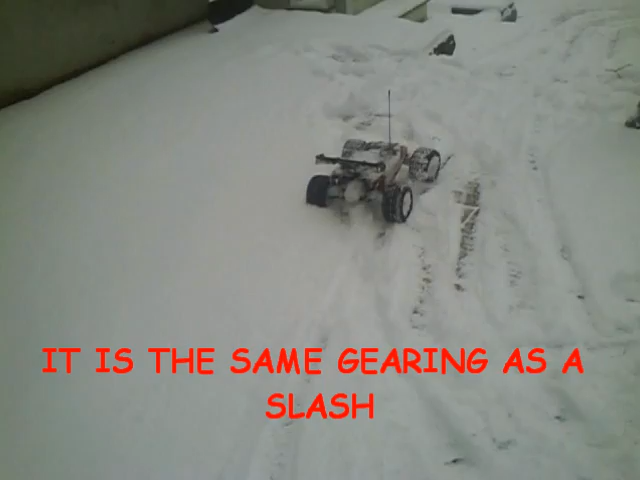 IT IS THE SAME GEARING AS A
SLASH